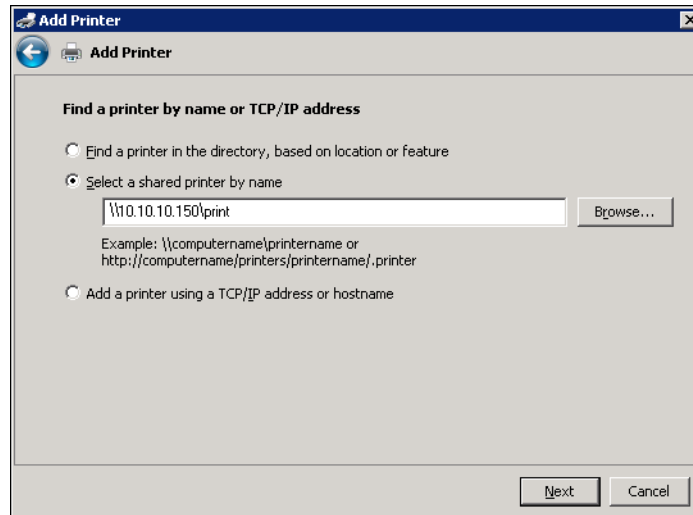 Add Printer
Add Printer
Find a printer by name or TCP/IP address
Find a printer in the directory, based on location or feature
Select a shared printer by name
\\10.10.10.150\print
Browse...
Example: \\computername\printername or
http://computername/printers/printername/.printer
Add a printer using a TCP/IP address or hostname
Next
Cancel